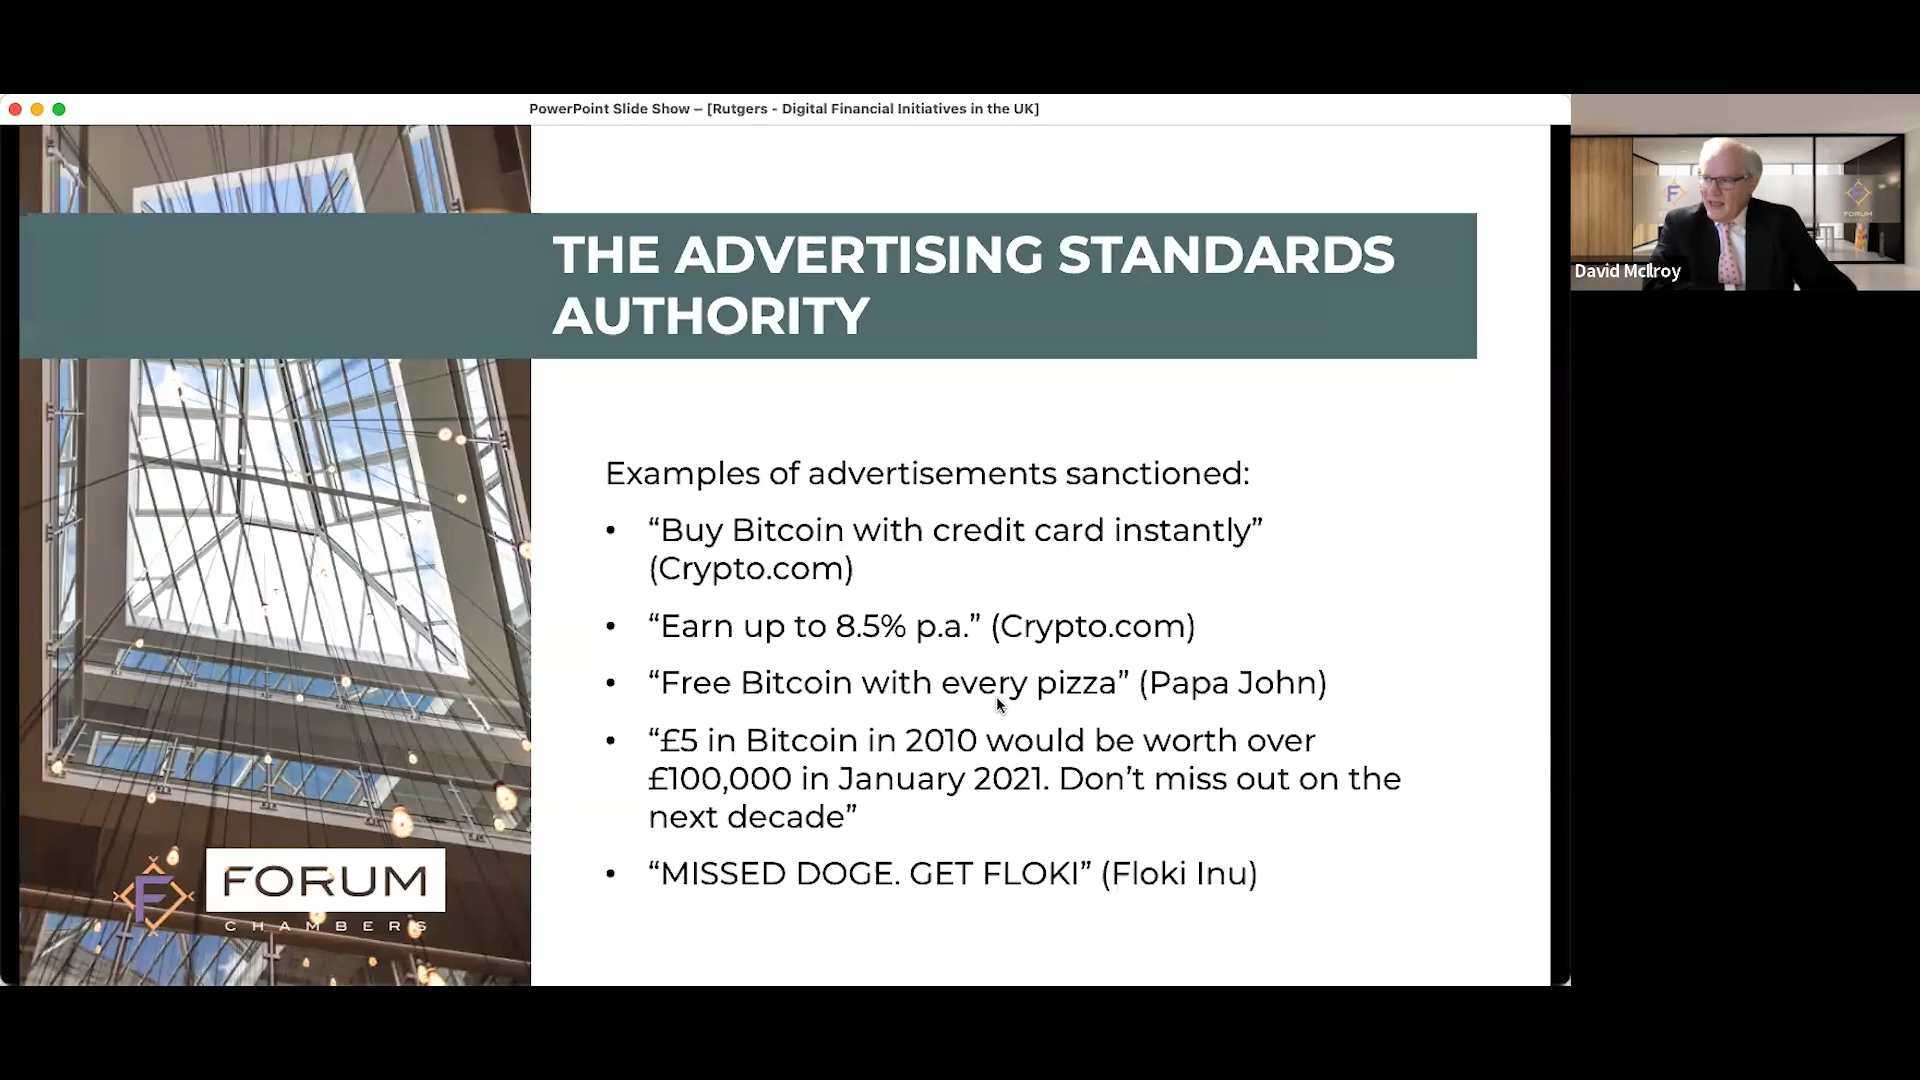 PowerPoint Slide Show – [Rutgers - Digital Financial Initiatives in the UK]
THE ADVERTISING STANDARDS
AUTHORITY
Examples of advertisements sanctioned:
• “Buy Bitcoin with credit card instantly”
(Crypto.com)
• “Earn up to 8.5% p.a.” (Crypto.com)
• “Free Bitcoin with every pizza” (Papa John)
• “£5 in Bitcoin in 2010 would be worth over
£100,000 in January 2021. Don’t miss out on the
next decade”
• “MISSED DOGE. GET FLOKI” (Floki Inu)
F
FORUM
CHAMBERS
F
FORUM
David McIlroy